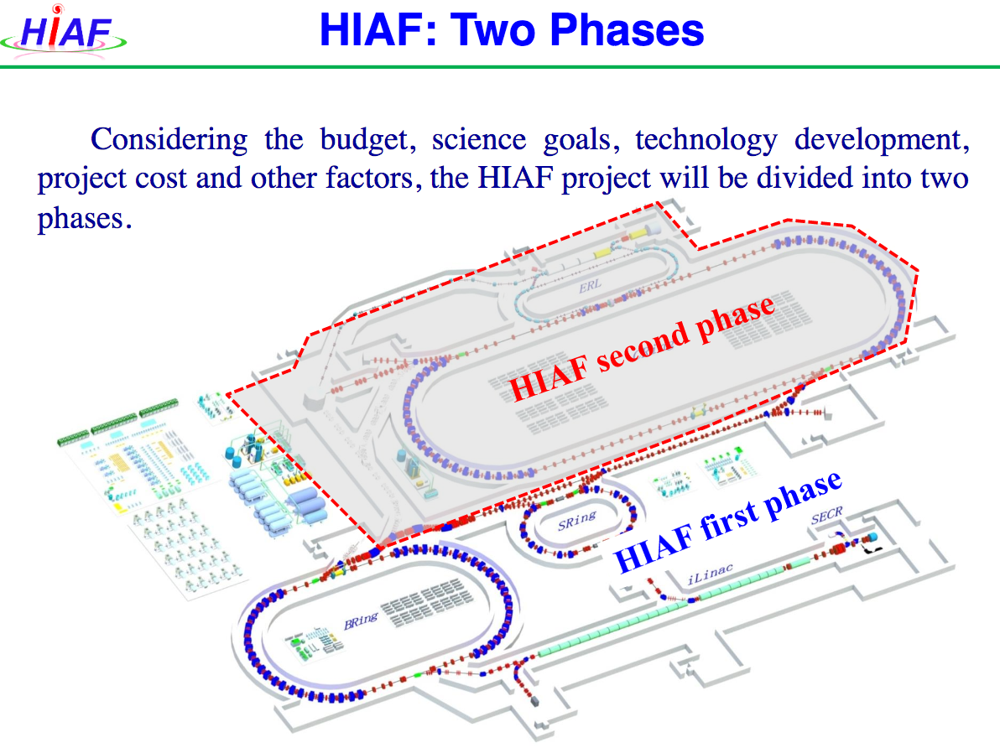 HIAF
HIAF: Two Phases
Considering the budget, science goals, technology development,
project cost and other factors, the HIAF project will be divided into two
phases.
ERL
HIAF second phase
SRing
HIAF first phase
SECR
iLinac
BRing